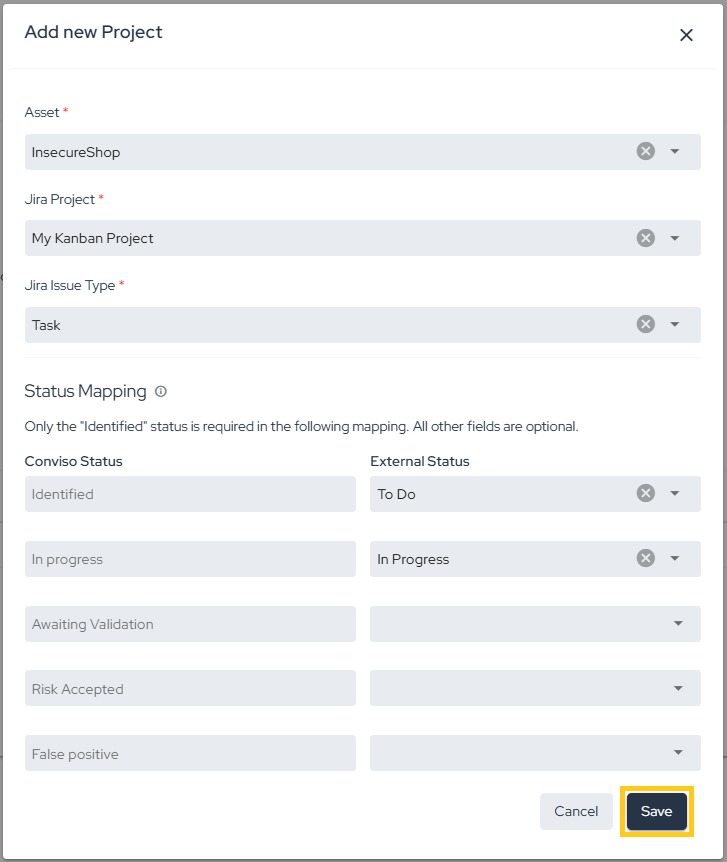 Add new Project
Asset *
InsecureShop
Jira Project *
My Kanban Project
Jira Issue Type *
Task
Status Mapping
Only the "Identified" status is required in the following mapping. All other fields are optional.
Conviso Status External Status
Identified To Do
In progress In Progress
Awaiting Validation
Risk Accepted
False positive
Cancel Save